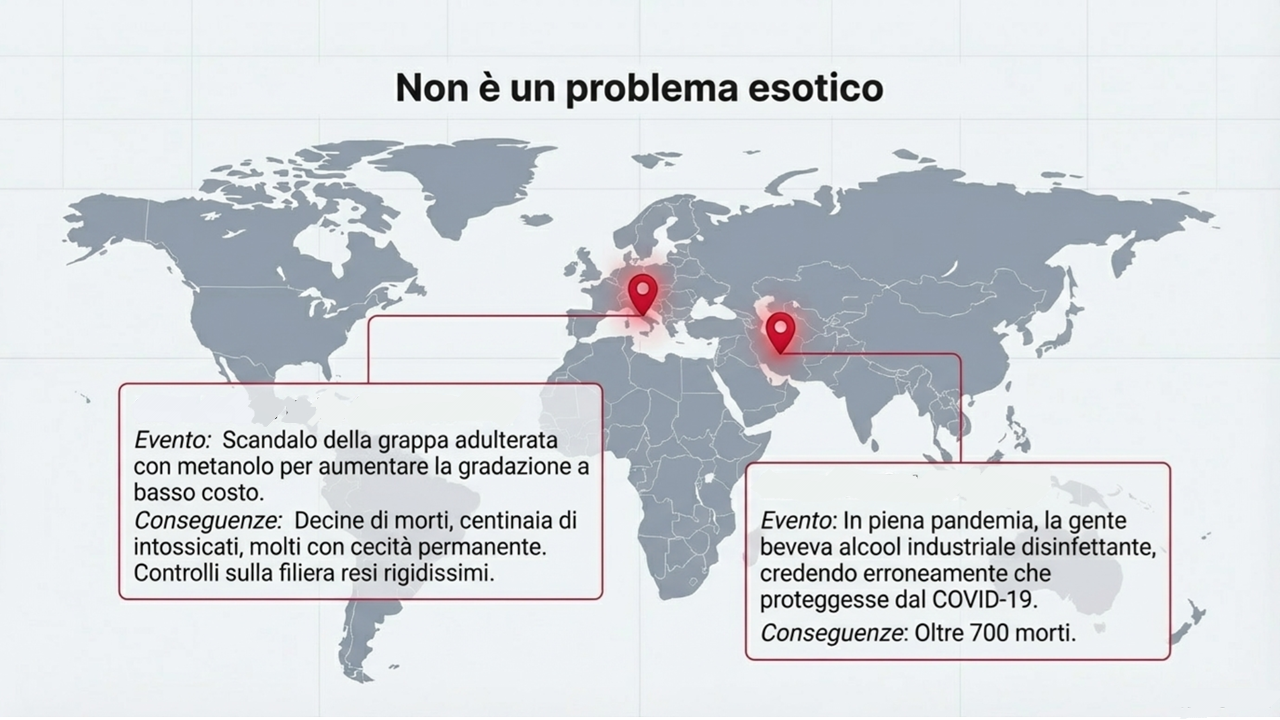 Non è un problema esotico
Evento: Scandalo della grappa adulterata
con metanolo per aumentare la gradazione a
basso costo.
Conseguenze: Decine di morti, centinaia di
intossicati, molti con cecità permanente.
Controlli sulla filiera resi rigidissimi.
Evento: In piena pandemia, la gente
beveva alcool industriale disinfettante,
credendo erroneamente che
proteggesse dal COVID-19.
Conseguenze: Oltre 700 morti.